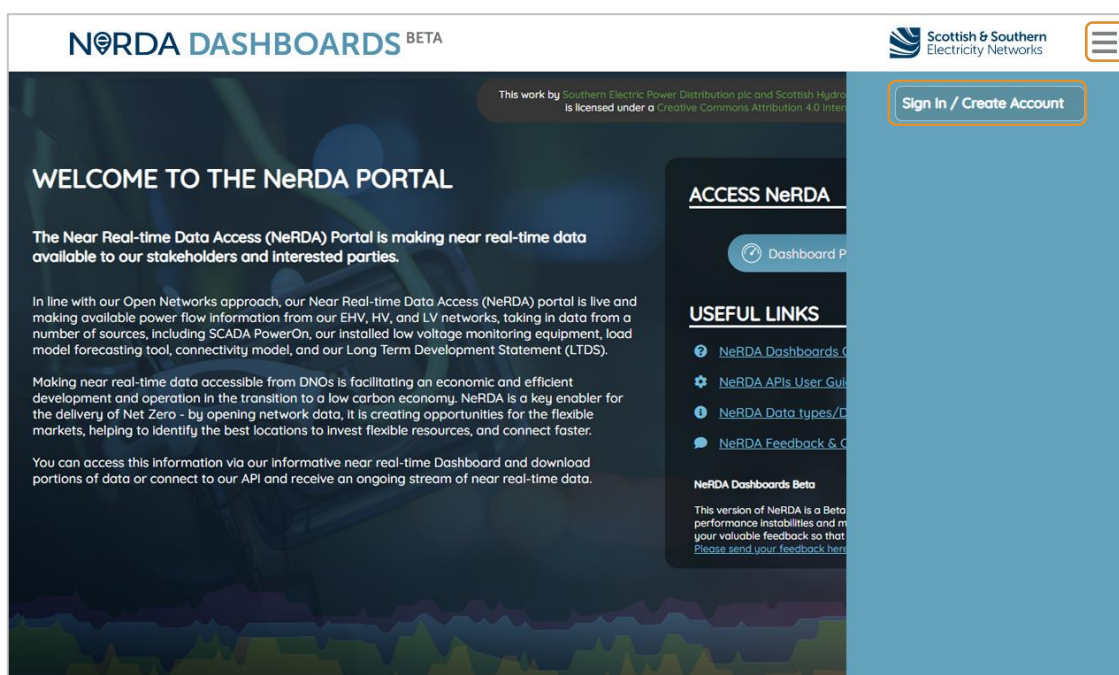 NeRDA DASHBOARDS BETA
Scottish & Southern
Electricity Networks
Sign In / Create Account
This work by Southern Electric Power Distribution plc and Scottish Hydro
is licensed under a Creative Commons Attribution 4.0
WELCOME TO THE NeRDA PORTAL
The Near Real-time Data Access (NeRDA) Portal is making near real-time data
available to our stakeholders and interested parties.
In line with our Open Networks approach, our Near Real-time Data Access (NeRDA) portal is live and
making available power flow information from our EHV, HV, and LV networks, taking in data from a
number of sources, including SCADA PowerOn, our installed low voltage monitoring equipment, load
model forecasting tool, connectivity model, and our Long Term Development Statement (LTDS).
Making near real-time data accessible from DNOs is facilitating an economic and efficient
development and operation in the transition to a low carbon economy. NeRDA is a key enabler for
the delivery of Net Zero - by opening network data, it is creating opportunities for the flexible
markets, helping to identify the best locations to invest flexible resources, and connect faster.
You can access this information via our informative near real-time Dashboard and download
portions of data or connect to our API and receive an ongoing stream of near real-time data.
ACCESS NeRDA
Dashboard P
USEFUL LINKS
NeRDA Dashboards
NeRDA APIs User Gui
NeRDA Data types/D
NeRDA Feedback &
NeRDA Dashboards Beta
This version of NeRDA is a Beta
performance instabilities and m
your valuable feedback so that
Please send your feedback here